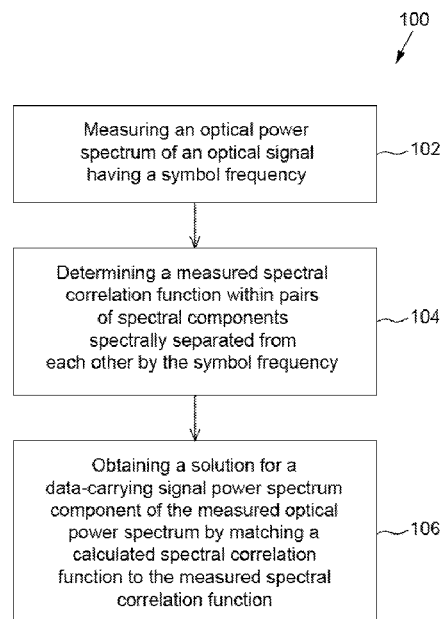 100
Measuring an optical power
spectrum of an optical signal
having a symbol frequency
102
Determining a measured spectral
correlation function within pairs
of spectral components
spectrally separated from
each other by the symbol frequency
104
Obtaining a solution for a
data-carrying signal power spectrum
component of the measured optical
power spectrum by matching a
calculated spectral correlation
function to the measured spectral
correlation function
106